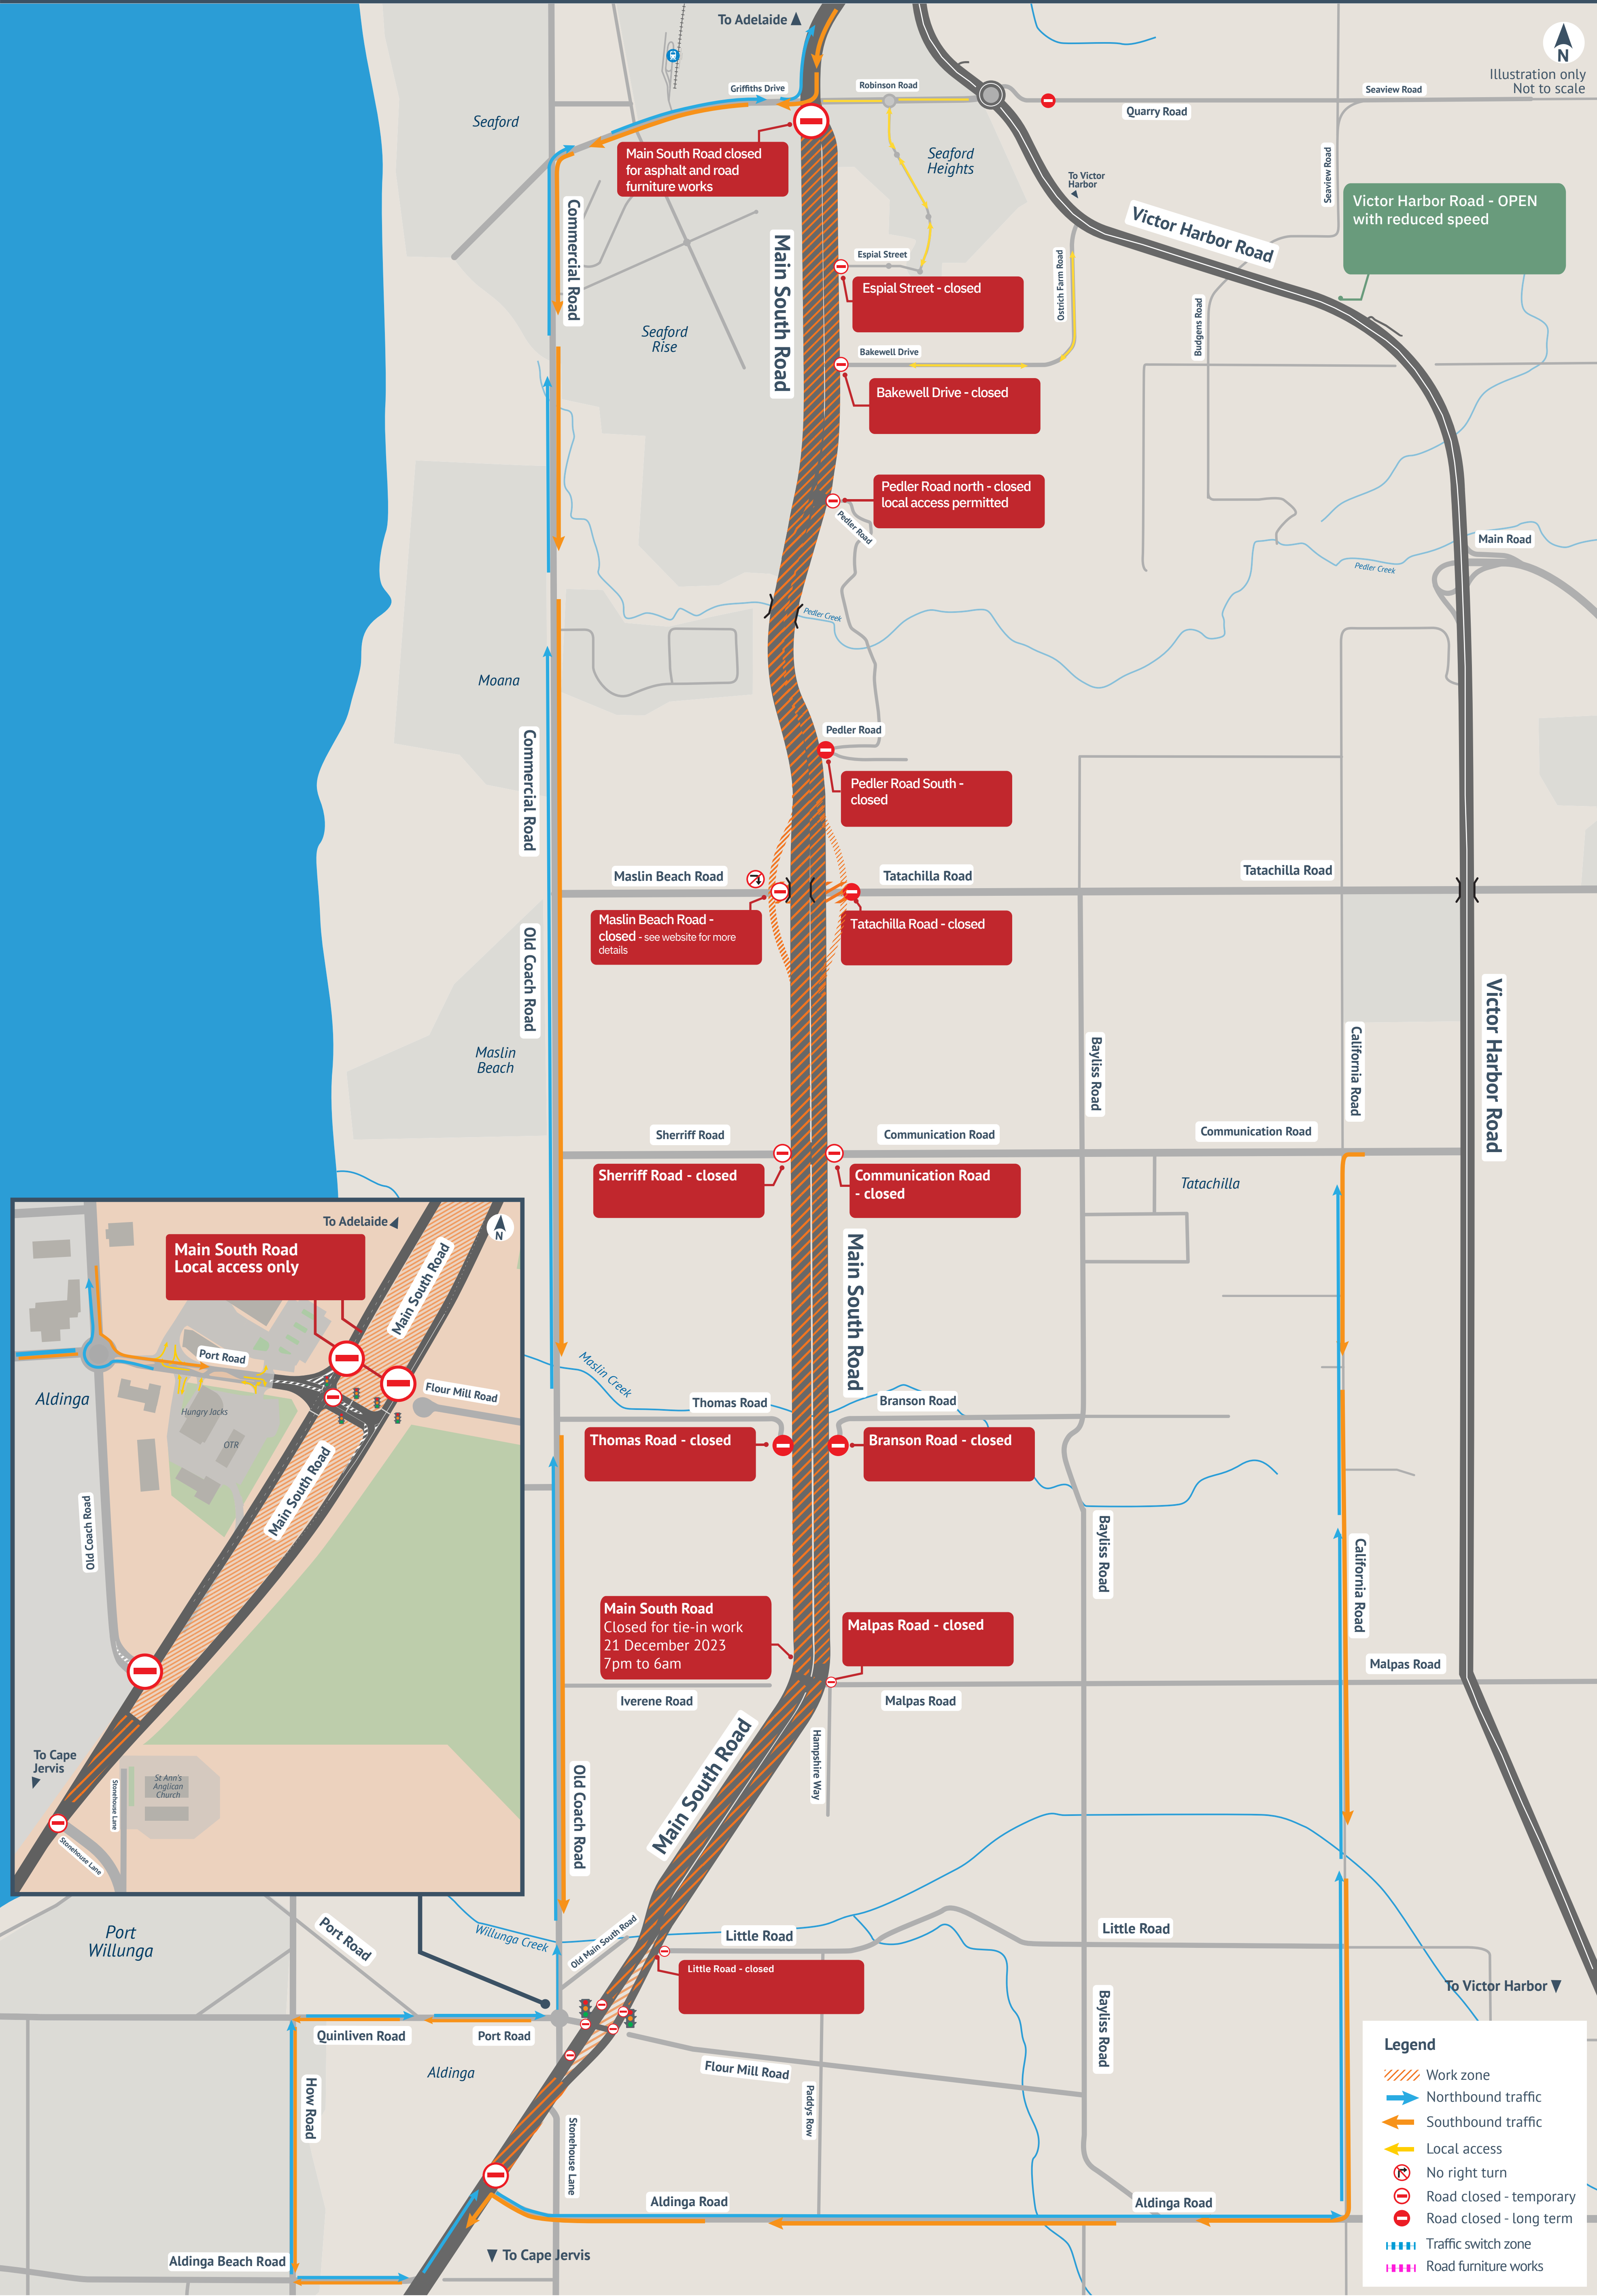 To Adelaide
N
Illustration only
Not to scale
Griffiths Drive
Robinson Road
Seaview Road
Quarry Road
Seaford
Main South Road closed
for asphalt and road
furniture works
Seaford
Heights
To Victor
Harbor
Seaview Road
Victor Harbor Road - OPEN
with reduced speed
Commercial Road
Main South Road
Victor Harbor Road
Espial Street
Espial Street - closed
Ostrich Farm Road
Budgens Road
Seaford
Rise
Bakewell Drive
Bakewell Drive - closed
Pedler Road north - closed
local access permitted
Pedler Road
Main Road
Pedler Creek
Pedler Creek
Moana
Pedler Road
Commercial Road
Pedler Road South -
closed
Maslin Beach Road
Tatachilla Road
Tatachilla Road
Maslin Beach Road -
closed - see website for more
details
Tatachilla Road - closed
Old Coach Road
Victor Harbor Road
Maslin
Beach
Bayliss Road
California Road
Sherriff Road
Communication Road
Communication Road
Sherriff Road - closed
Communication Road
- closed
Tatachilla
Main South Road
To Adelaide
N
Main South Road
Local access only
Main South Road
Port Road
Aldinga
Flour Mill Road
Hungry Jacks
OTR
Main South Road
Old Coach Road
To Cape
Jervis
St Ann's
Anglican
Church
Stonehouse Lane
Stonehouse Lane
Maslin Creek
Thomas Road
Branson Road
Thomas Road - closed
Branson Road - closed
Bayliss Road
California Road
Main South Road
Closed for tie-in work
21 December 2023
7pm to 6am
Malpas Road - closed
Malpas Road
Iverene Road
Malpas Road
Main South Road
Hampshire Way
Old Coach Road
Port
Willunga
Port Road
Willunga Creek
Old Main South Road
Little Road
Little Road
Little Road - closed
To Victor Harbor
Quinliven Road
Port Road
Aldinga
Flour Mill Road
Bayliss Road
How Road
Paddys Row
Stonehouse Lane
Aldinga Road
Aldinga Road
Aldinga Beach Road
To Cape Jervis
Legend
Work zone
Northbound traffic
Southbound traffic
Local access
No right turn
Road closed - temporary
Road closed - long term
Traffic switch zone
Road furniture works